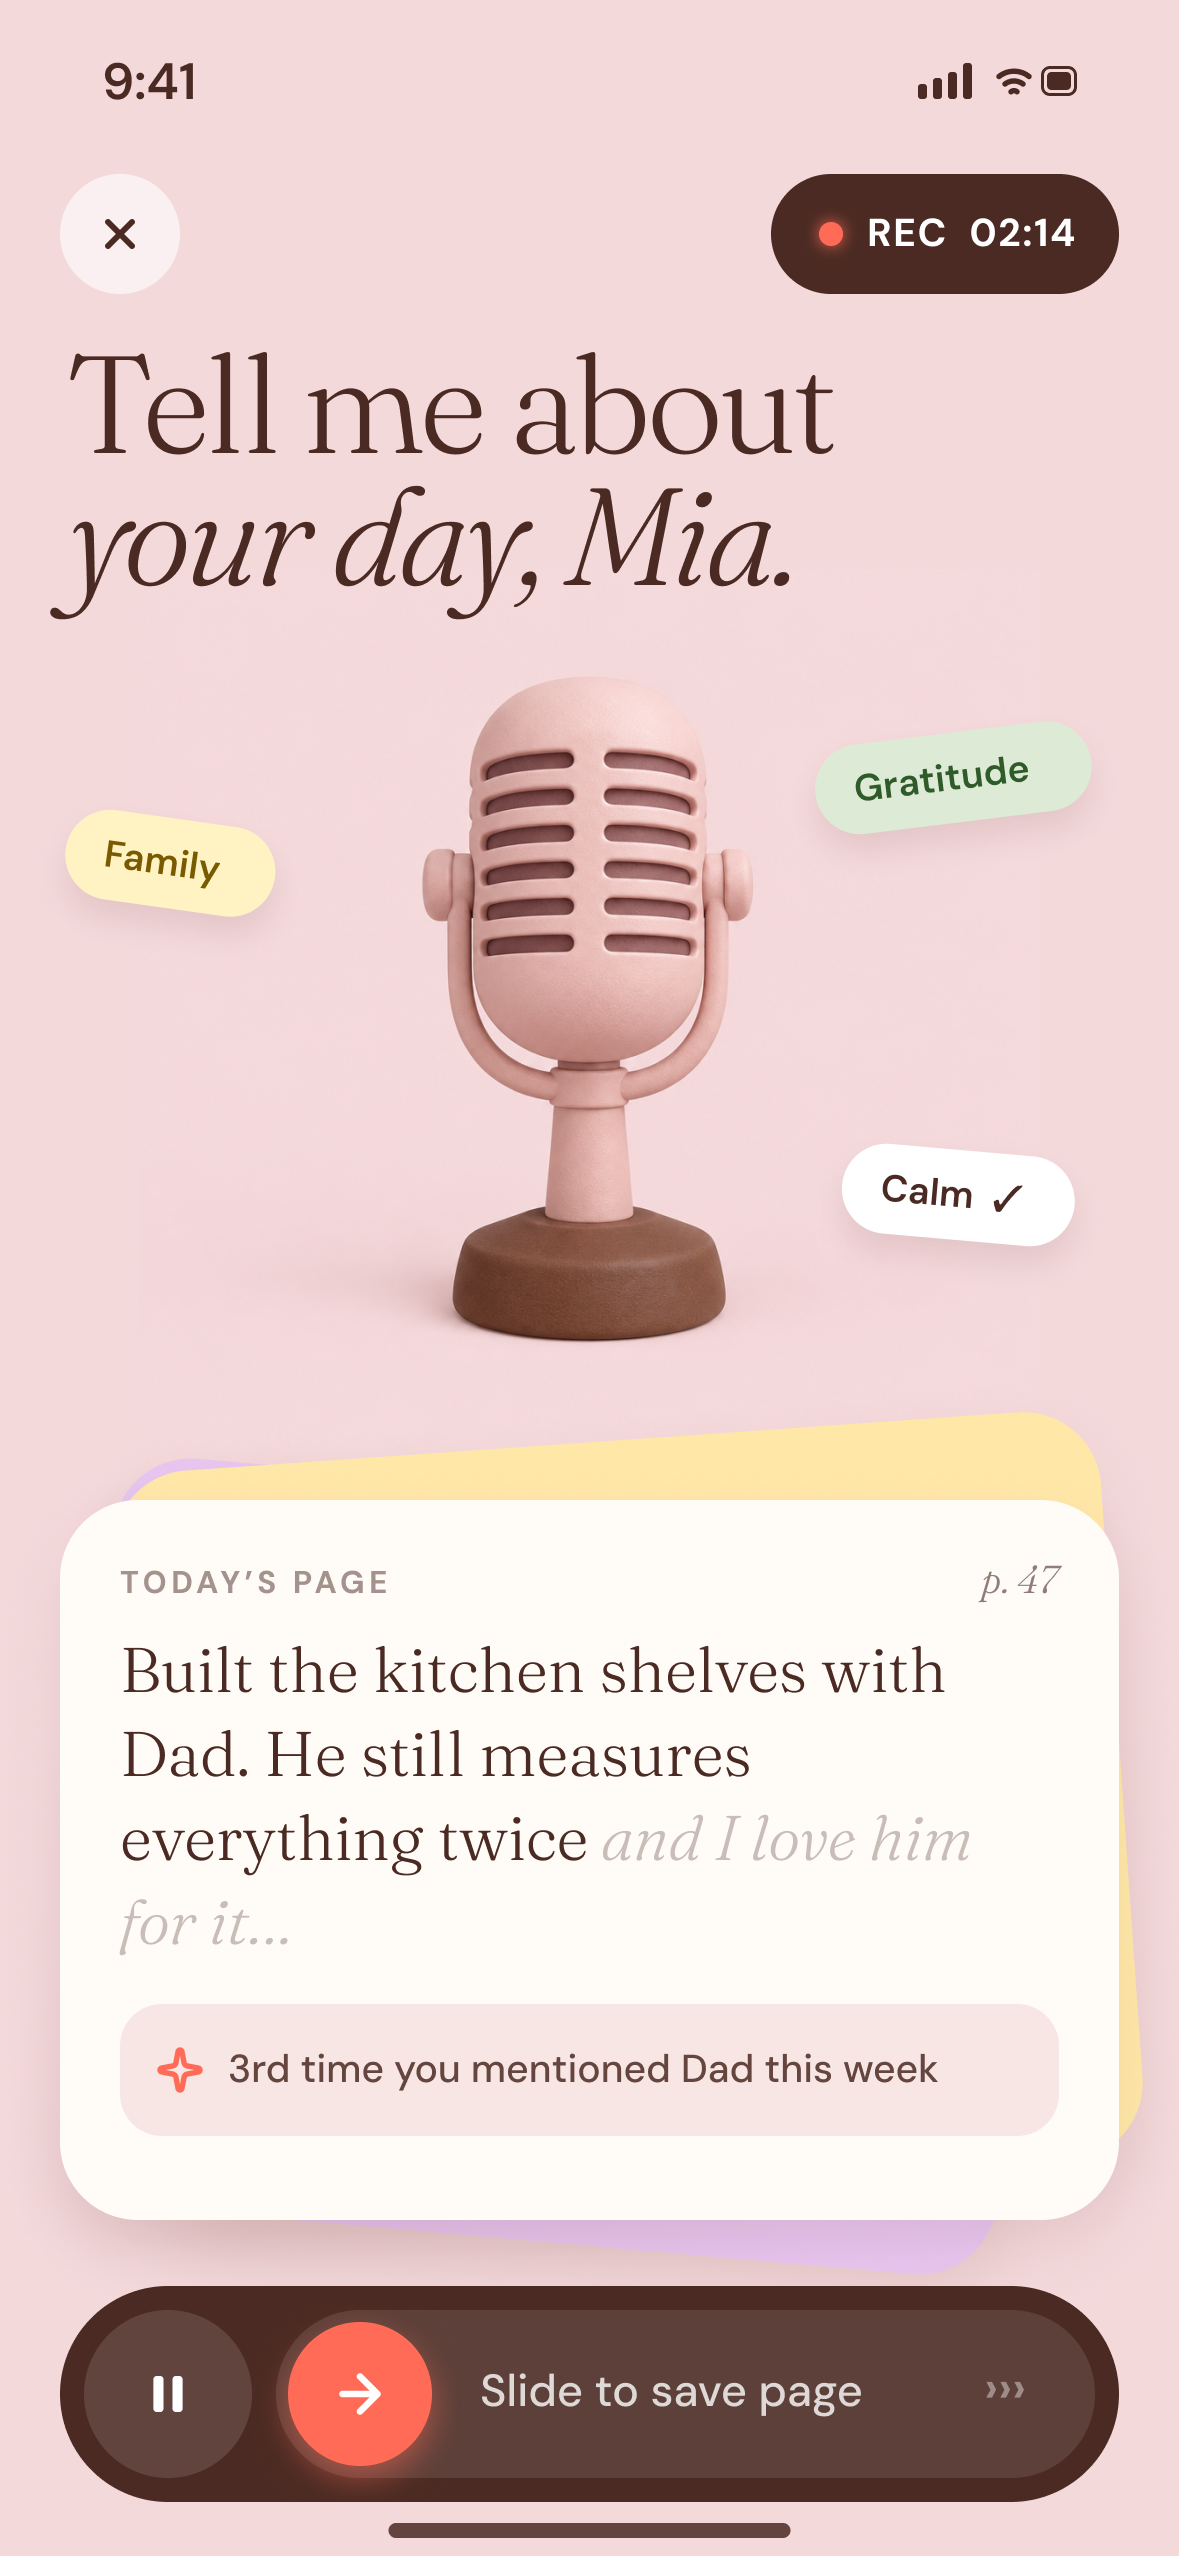 9:41
REC 02:14
Tell me about
your day, Mia.
Gratitude
Family
Calm ✓
TODAY’S PAGE
p. 47
Built the kitchen shelves with
Dad. He still measures
everything twice and I love him
for it...
3rd time you mentioned Dad this week
Slide to save page